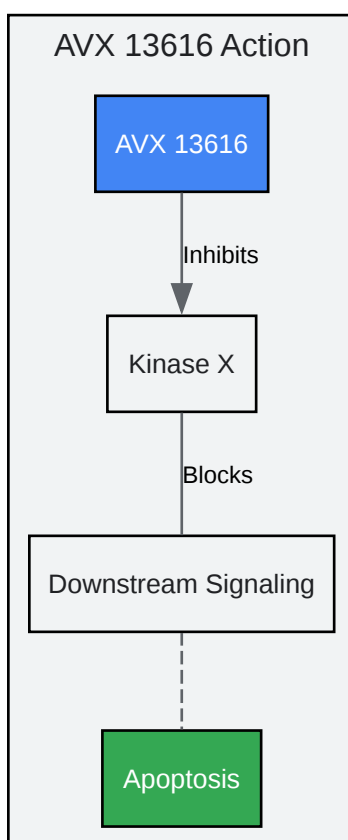 AVX 13616 Action
AVX 13616
Inhibits
Kinase X
Blocks
Downstream Signaling
Apoptosis